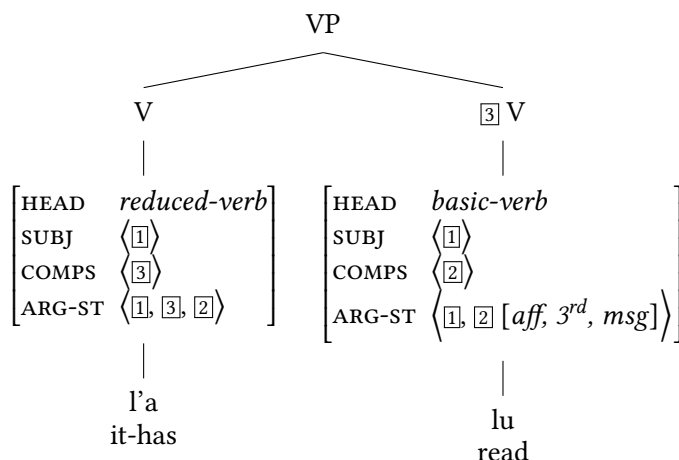 VP
V
3 V
HEAD reduced-verb
SUBJ ⟨1⟩
COMPS ⟨3⟩
ARG-ST ⟨1, 3, 2⟩
HEAD basic-verb
SUBJ ⟨1⟩
COMPS ⟨2⟩
ARG-ST ⟨1, 2 [aff, 3rd, msg]⟩
l’a
it-has
lu
read